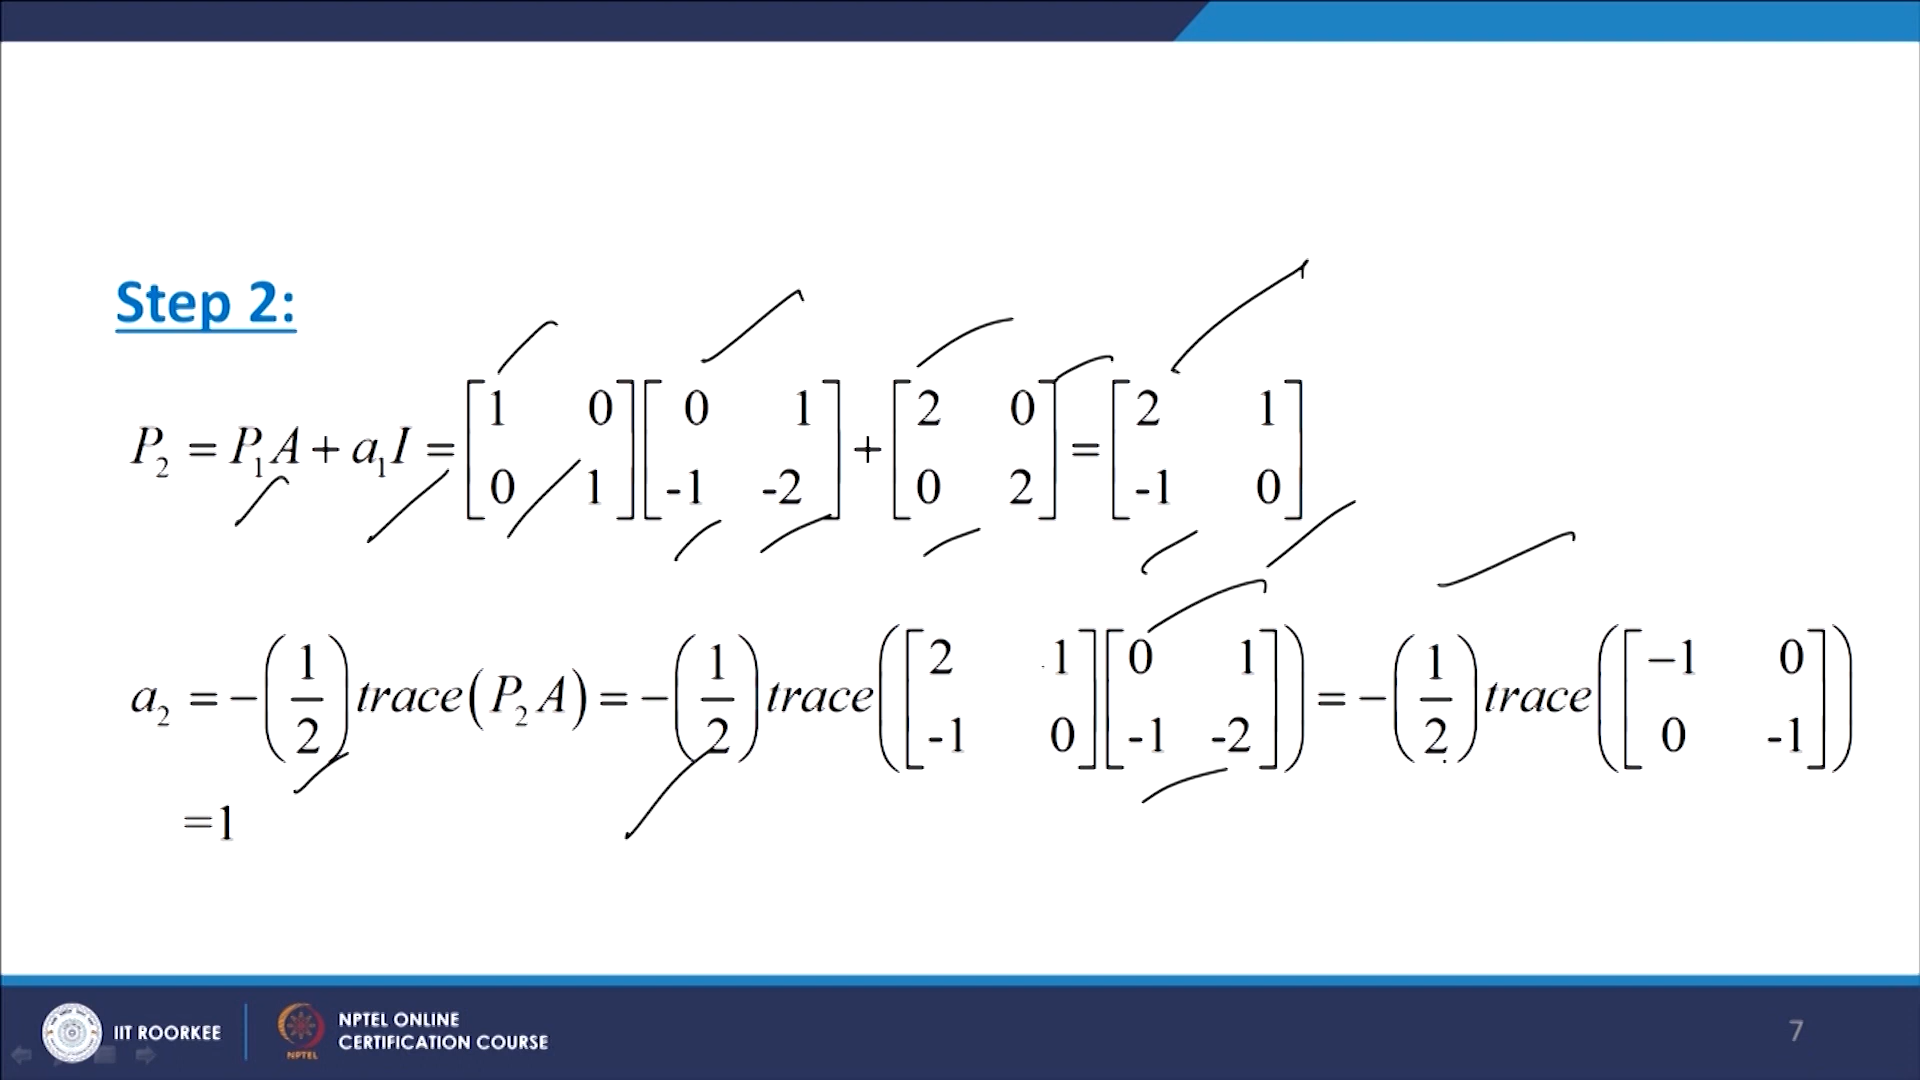 Step 2:
P₂ = P₁A + a₁I = [1 0; 0 1] [0 1; -1 -2] + [2 0; 0 2] = [2 1; -1 0]
a₂ = −(1/2) trace(P₂ A) = −(1/2) trace([2 1; -1 0] [0 1; -1 -2]) = −(1/2) trace([−1 0; 0 -1])
=1
IIT ROORKEE
NPTEL
NPTEL ONLINE
CERTIFICATION COURSE
7